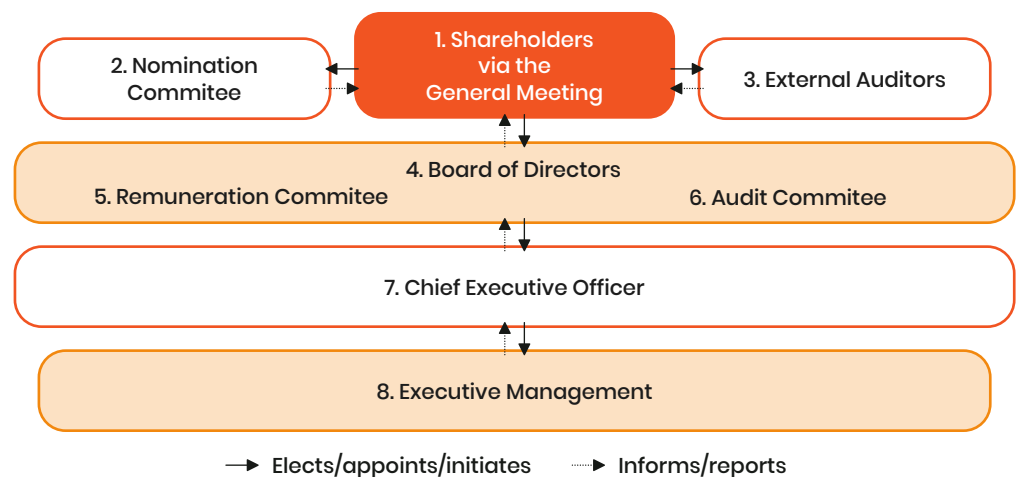 1. Shareholders
via the
General Meeting
2. Nomination
Commitee
3. External Auditors
4. Board of Directors
5. Remuneration Commitee
6. Audit Commitee
7. Chief Executive Officer
8. Executive Management
Elects/appoints/initiates
Informs/reports